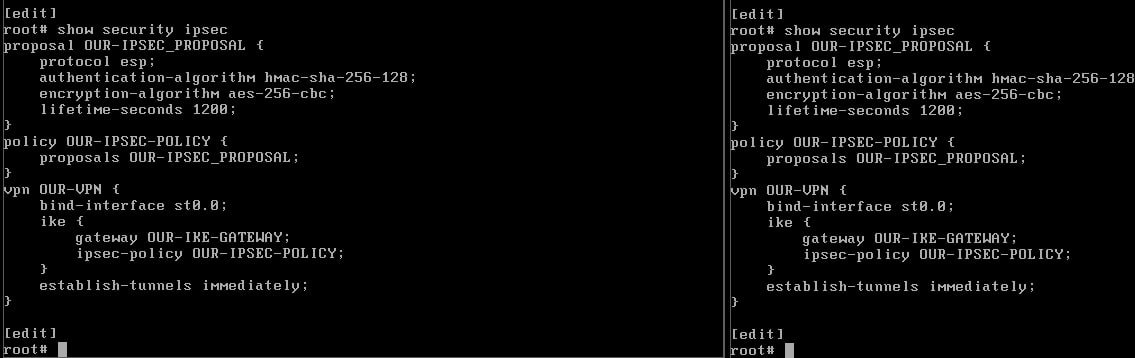 [edit]
root# show security ipsec
proposal OUR-IPSEC_PROPOSAL {
    protocol esp;
    authentication-algorithm hmac-sha-256-128;
    encryption-algorithm aes-256-cbc;
    lifetime-seconds 1200;
}
policy OUR-IPSEC-POLICY {
    proposals OUR-IPSEC_PROPOSAL;
}
vpn OUR-VPN {
    bind-interface st0.0;
    ike {
        gateway OUR-IKE-GATEWAY;
        ipsec-policy OUR-IPSEC-POLICY;
    }
    establish-tunnels immediately;
}
[edit]
root#
[edit]
root# show security ipsec
proposal OUR-IPSEC_PROPOSAL {
    protocol esp;
    authentication-algorithm hmac-sha-256-128
    encryption-algorithm aes-256-cbc;
    lifetime-seconds 1200;
}
policy OUR-IPSEC-POLICY {
    proposals OUR-IPSEC_PROPOSAL;
}
vpn OUR-VPN {
    bind-interface st0.0;
    ike {
        gateway OUR-IKE-GATEWAY;
        ipsec-policy OUR-IPSEC-POLICY;
    }
    establish-tunnels immediately;
}
[edit]
root#